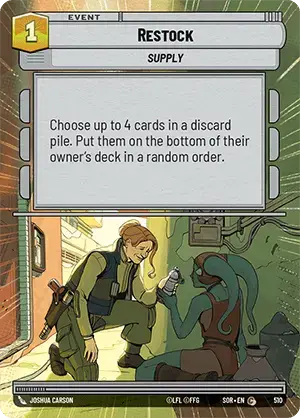 EVENT
1
RESTOCK
SUPPLY
Choose up to 4 cards in a discard
pile. Put them on the bottom of their
owner's deck in a random order.
JOSHUA CARSON ©LFL ©FFG SOR • EN C 510